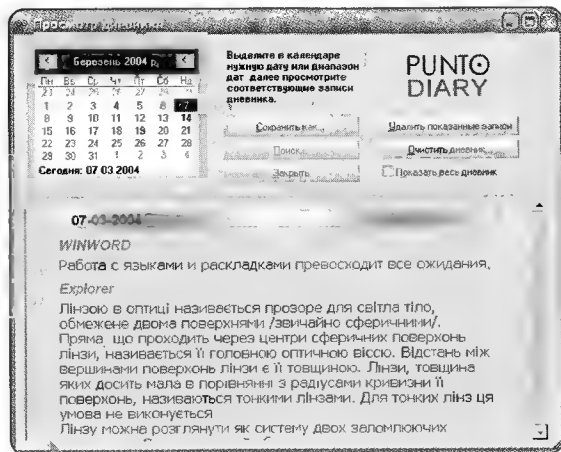 Просмотр дневника
Березень 2004 р.
Пн Вв Ср Чт Пт Сб Нд
1 2 3 4 5 6 7
8 9 10 11 12 13 14
15 16 17 18 19 20 21
22 23 24 25 26 27 28
29 30 31 1 2 3 4
Сегодня: 07 03 2004
Выделите в календаре
нужную дату или диапазон
дат далее просмотрите
соответствующие записи
дневника.
Сохранить как...
Поиск...
Закрыть
PUNTO
DIARY
Удалить показанные записи
Очистить дневник
Показать весь дневник
07-03-2004
WINWORD
Работа с языками и раскладками превосходит все ожидания,
Explorer
Лінзою в оптиці називається прозоре для світла тіло,
обмежене двома поверхнями /звичайно сферичними/.
Пряма, що проходить через центри сферичних поверхонь
лінзи, називається її головною оптичною віссю. Відстань між
вершинами поверхонь лінзи є її товщиною. Лінзи, товщина
яких досить мала в порівнянні з радіусами кривизни її
поверхонь, називаються тонкими лінзами. Для тонких лінз ця
умова не виконується
Лінзу можна розглянути як систему двох заломлюючих